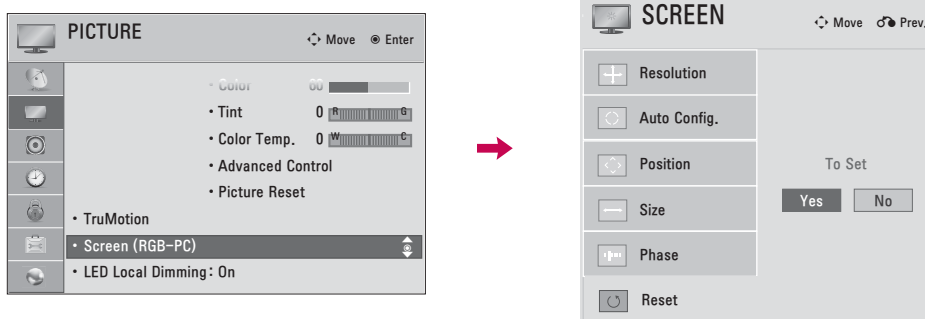 PICTURE
Move Enter
• Color 60
• Tint 0 R G
• Color Temp. 0 W C
• Advanced Control
• Picture Reset
• TruMotion
• Screen (RGB-PC)
• LED Local Dimming: On
SCREEN
Move Prev.
Resolution
Auto Config.
Position
Size
Phase
Reset
To Set
Yes No